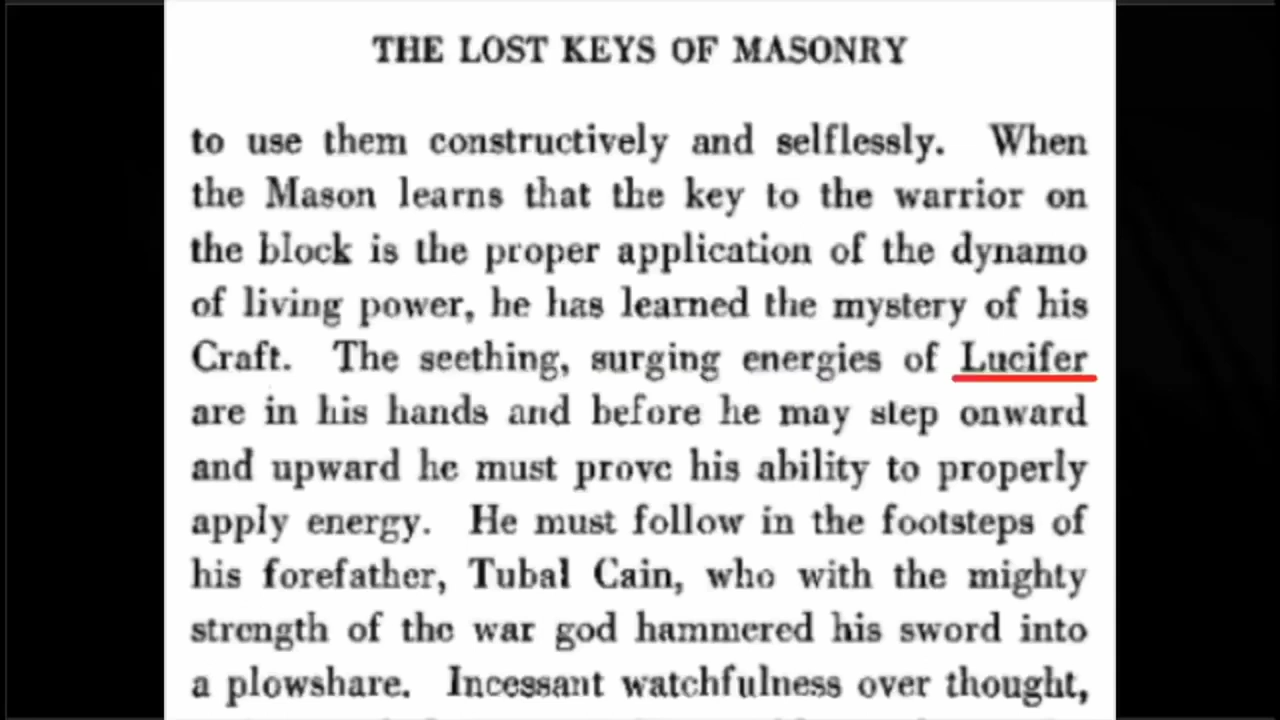 THE LOST KEYS OF MASONRY
to use them constructively and selflessly. When
the Mason learns that the key to the warrior on
the block is the proper application of the dynamo
of living power, he has learned the mystery of his
Craft. The seething, surging energies of Lucifer
are in his hands and before he may step onward
and upward he must prove his ability to properly
apply energy. He must follow in the footsteps of
his forefather, Tubal Cain, who with the mighty
strength of the war god hammered his sword into
a plowshare. Incessant watchfulness over thought,